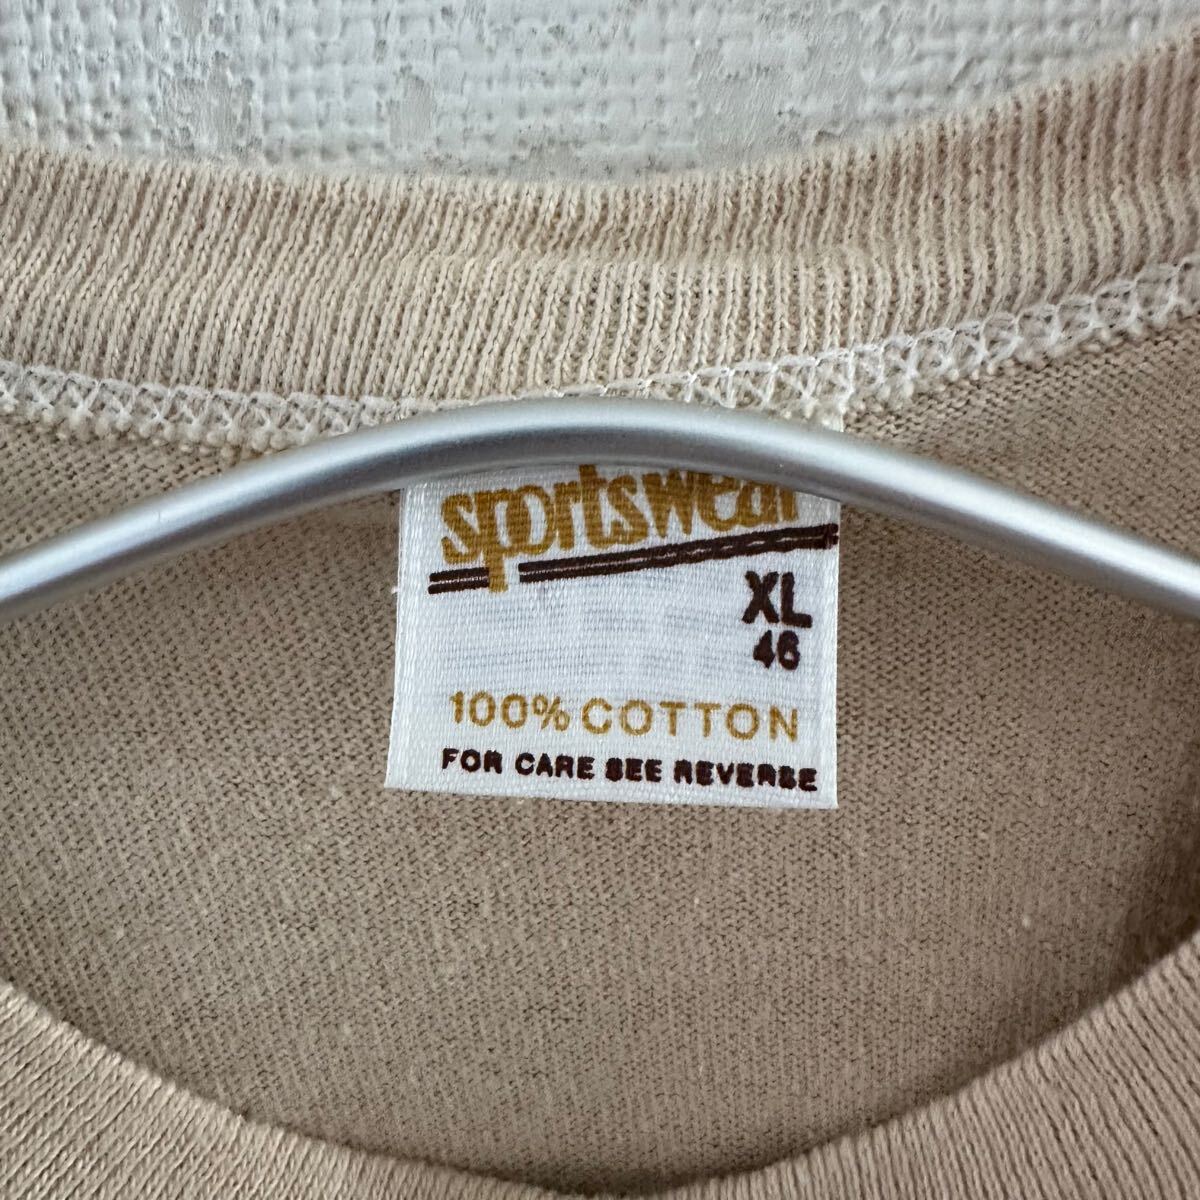 sportswear
XL
46
100% COTTON
FOR CARE SEE REVERSE